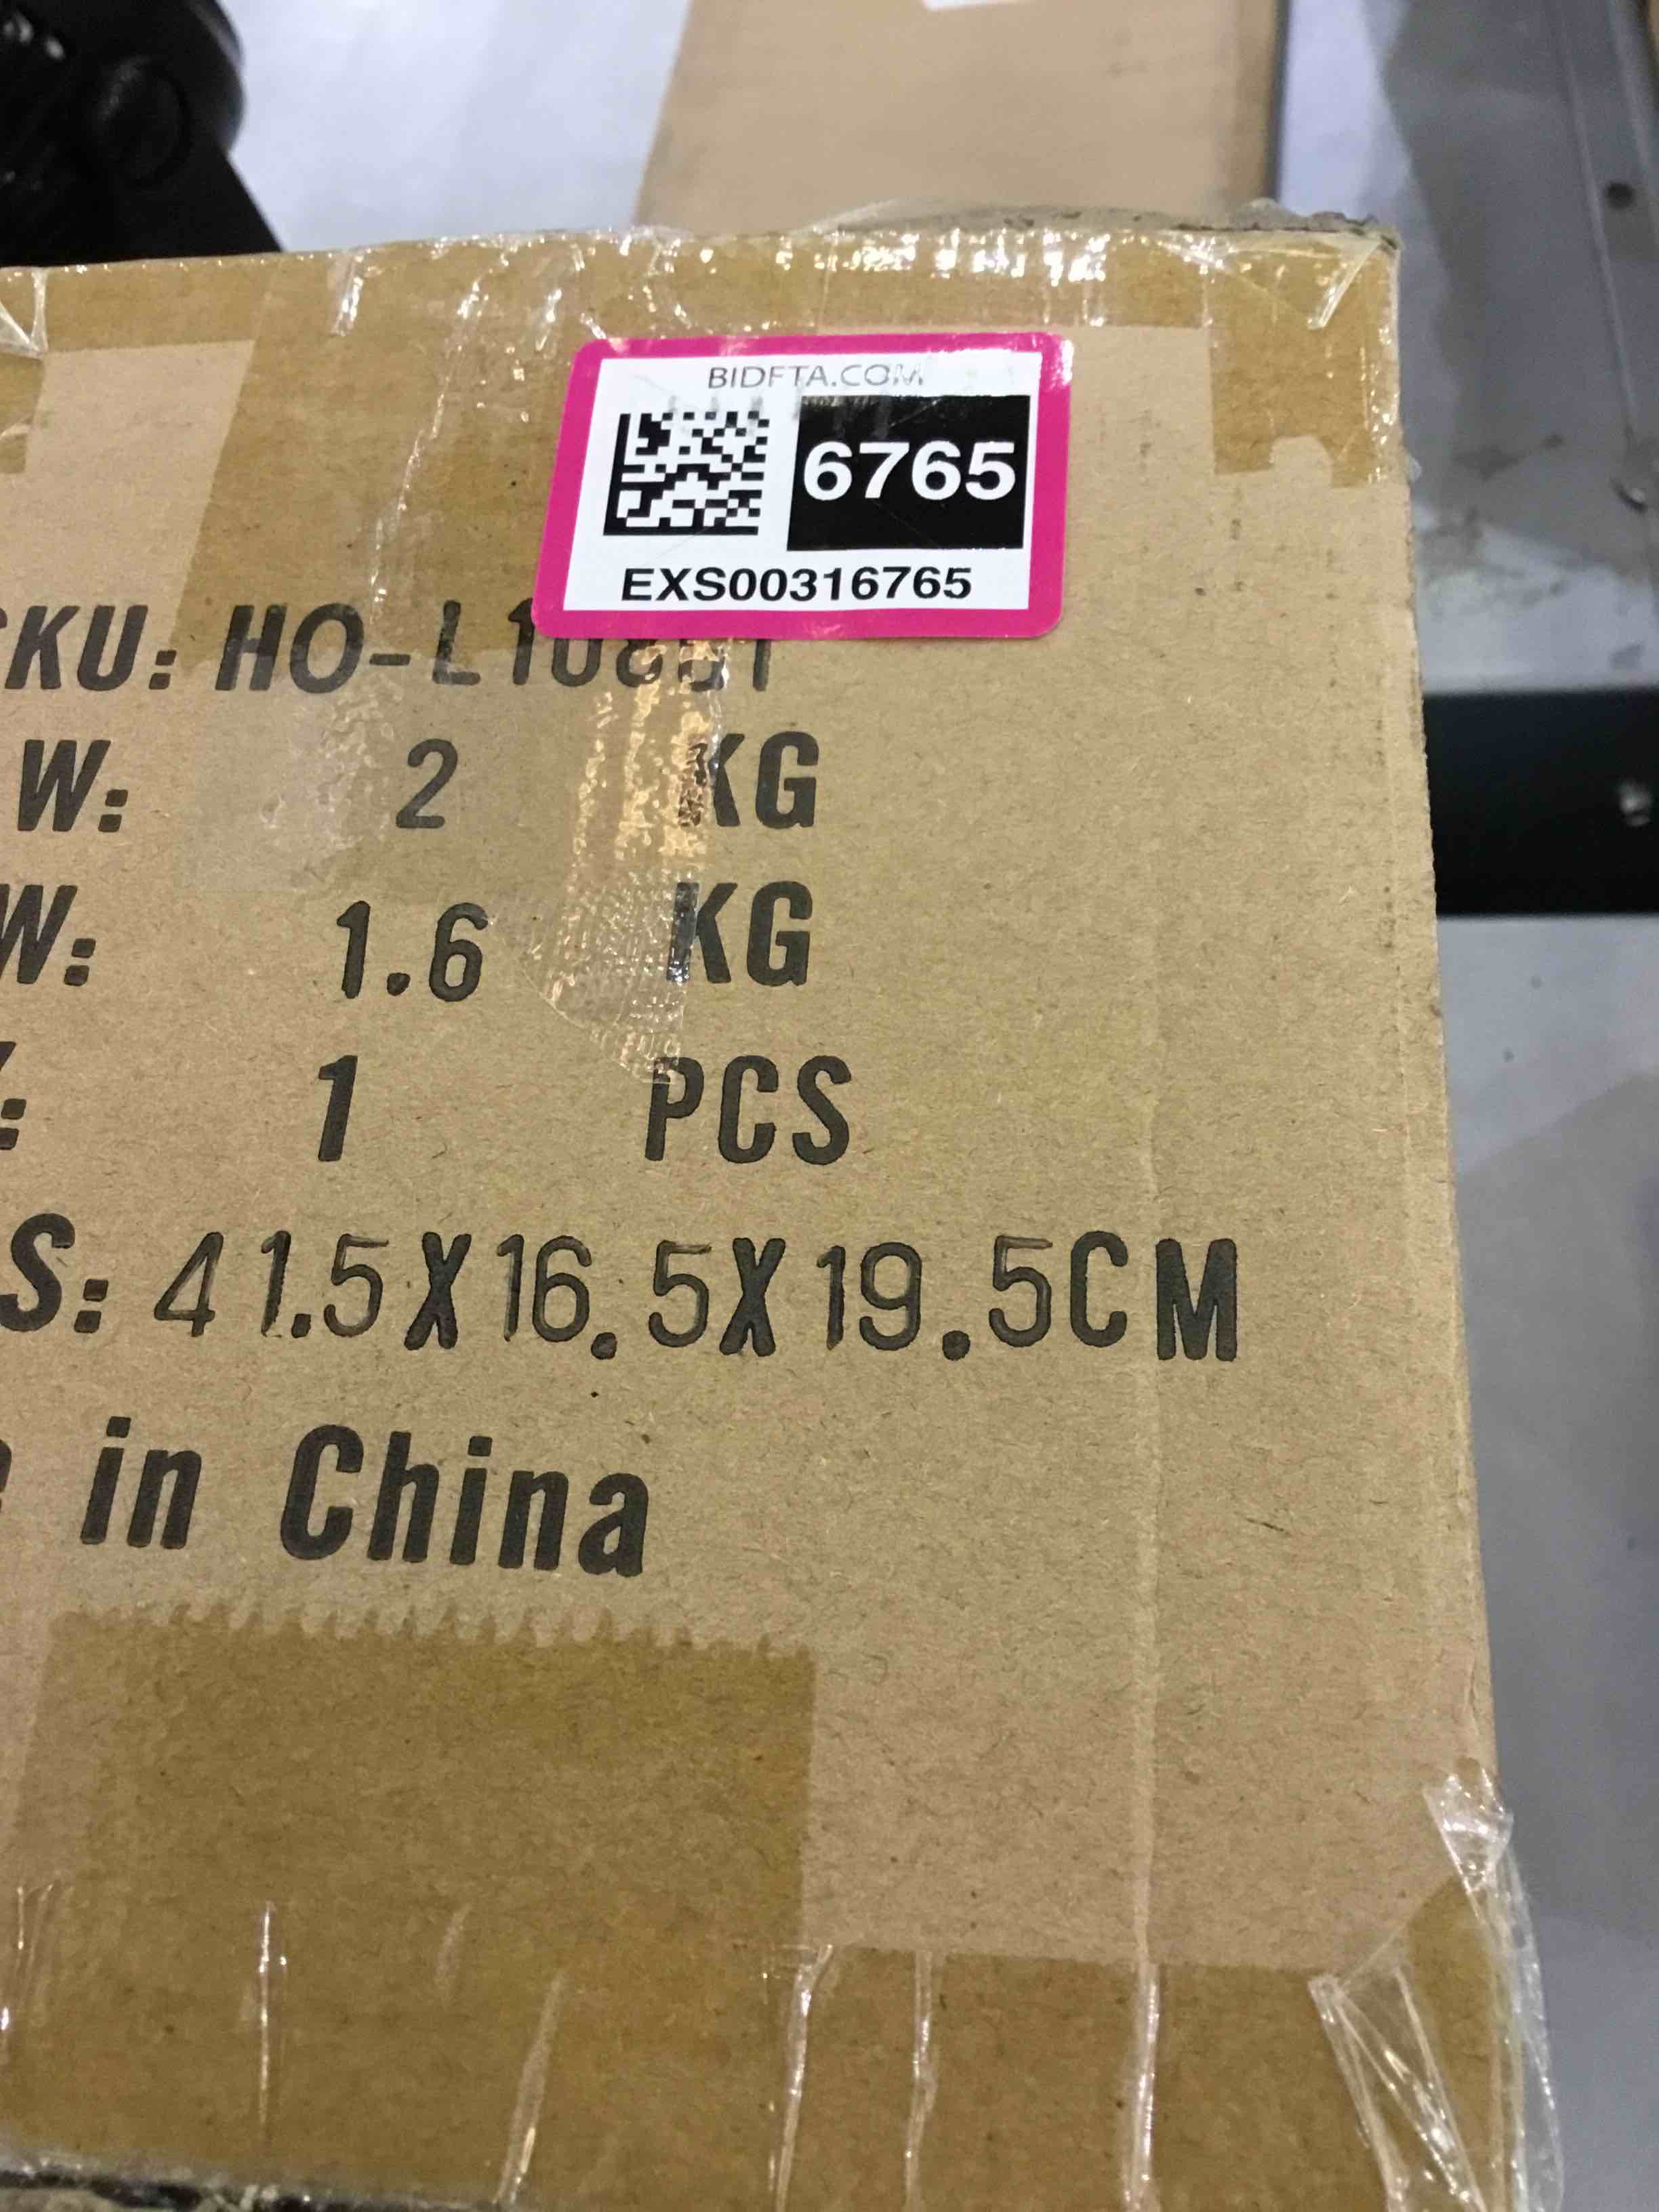 BIDFTA.COM
6765
EXS00316765
SKU: HO-L10
W: 2 KG
W: 1.6 KG
: 1 PCS
S: 41.5X16.5X19.5CM
in China